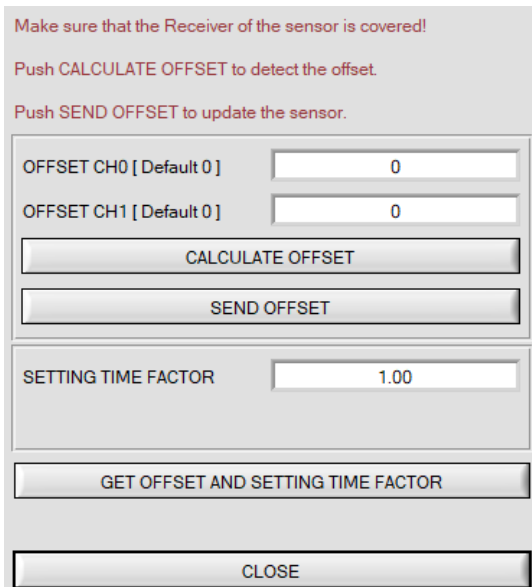 Make sure that the Receiver of the sensor is covered!
Push CALCULATE OFFSET to detect the offset.
Push SEND OFFSET to update the sensor.
OFFSET CH0 [ Default 0 ] 0
OFFSET CH1 [ Default 0 ] 0
CALCULATE OFFSET
SEND OFFSET
SETTING TIME FACTOR 1.00
GET OFFSET AND SETTING TIME FACTOR
CLOSE